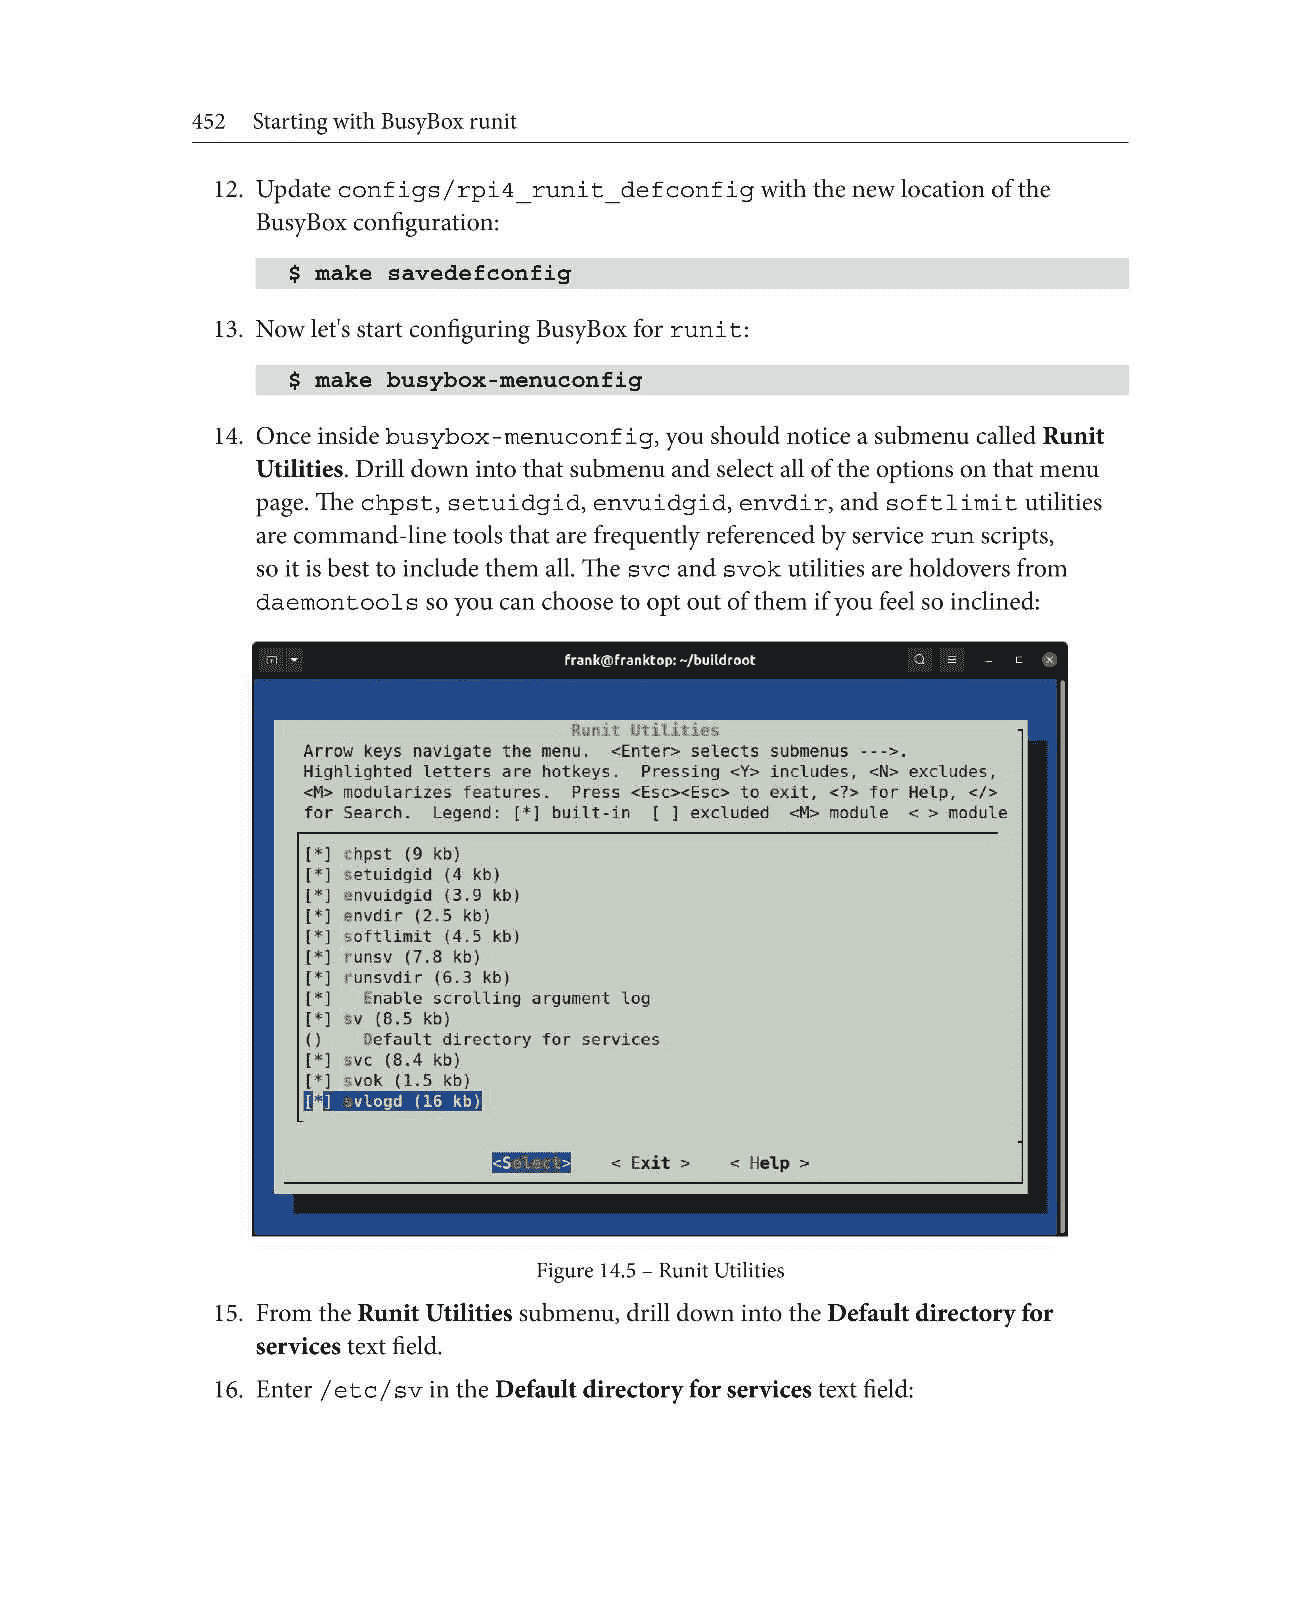 452 Starting with BusyBox runit
12. Update configs/rpi4_runit_defconfig with the new location of the
BusyBox configuration:
$ make savedefconfig
13. Now let's start configuring BusyBox for runit:
$ make busybox-menuconfig
14. Once inside busybox-menuconfig, you should notice a submenu called Runit
Utilities. Drill down into that submenu and select all of the options on that menu
page. The chpst, setuidgid, envuidgid, envdir, and softlimit utilities
are command-line tools that are frequently referenced by service run scripts,
so it is best to include them all. The svc and svok utilities are holdovers from
daemontools so you can choose to opt out of them if you feel so inclined:
frank@franktop: ~/buildroot
Runit Utilities
Arrow keys navigate the menu. <Enter> selects submenus --->.
Highlighted letters are hotkeys. Pressing <Y> includes, <N> excludes,
<M> modularizes features. Press <Esc><Esc> to exit, <?> for Help, </>
for Search. Legend: [*] built-in [ ] excluded <M> module < > module
[*] chpst (9 kb)
[*] setuidgid (4 kb)
[*] envuidgid (3.9 kb)
[*] envdir (2.5 kb)
[*] softlimit (4.5 kb)
[*] runsv (7.8 kb)
[*] runsvdir (6.3 kb)
[*] Enable scrolling argument log
[*] sv (8.5 kb)
() Default directory for services
[*] svc (8.4 kb)
[*] svok (1.5 kb)
[*] svlogd (16 kb)
<Select> < Exit > < Help >
Figure 14.5 – Runit Utilities
15. From the Runit Utilities submenu, drill down into the Default directory for
services text field.
16. Enter /etc/sv in the Default directory for services text field: